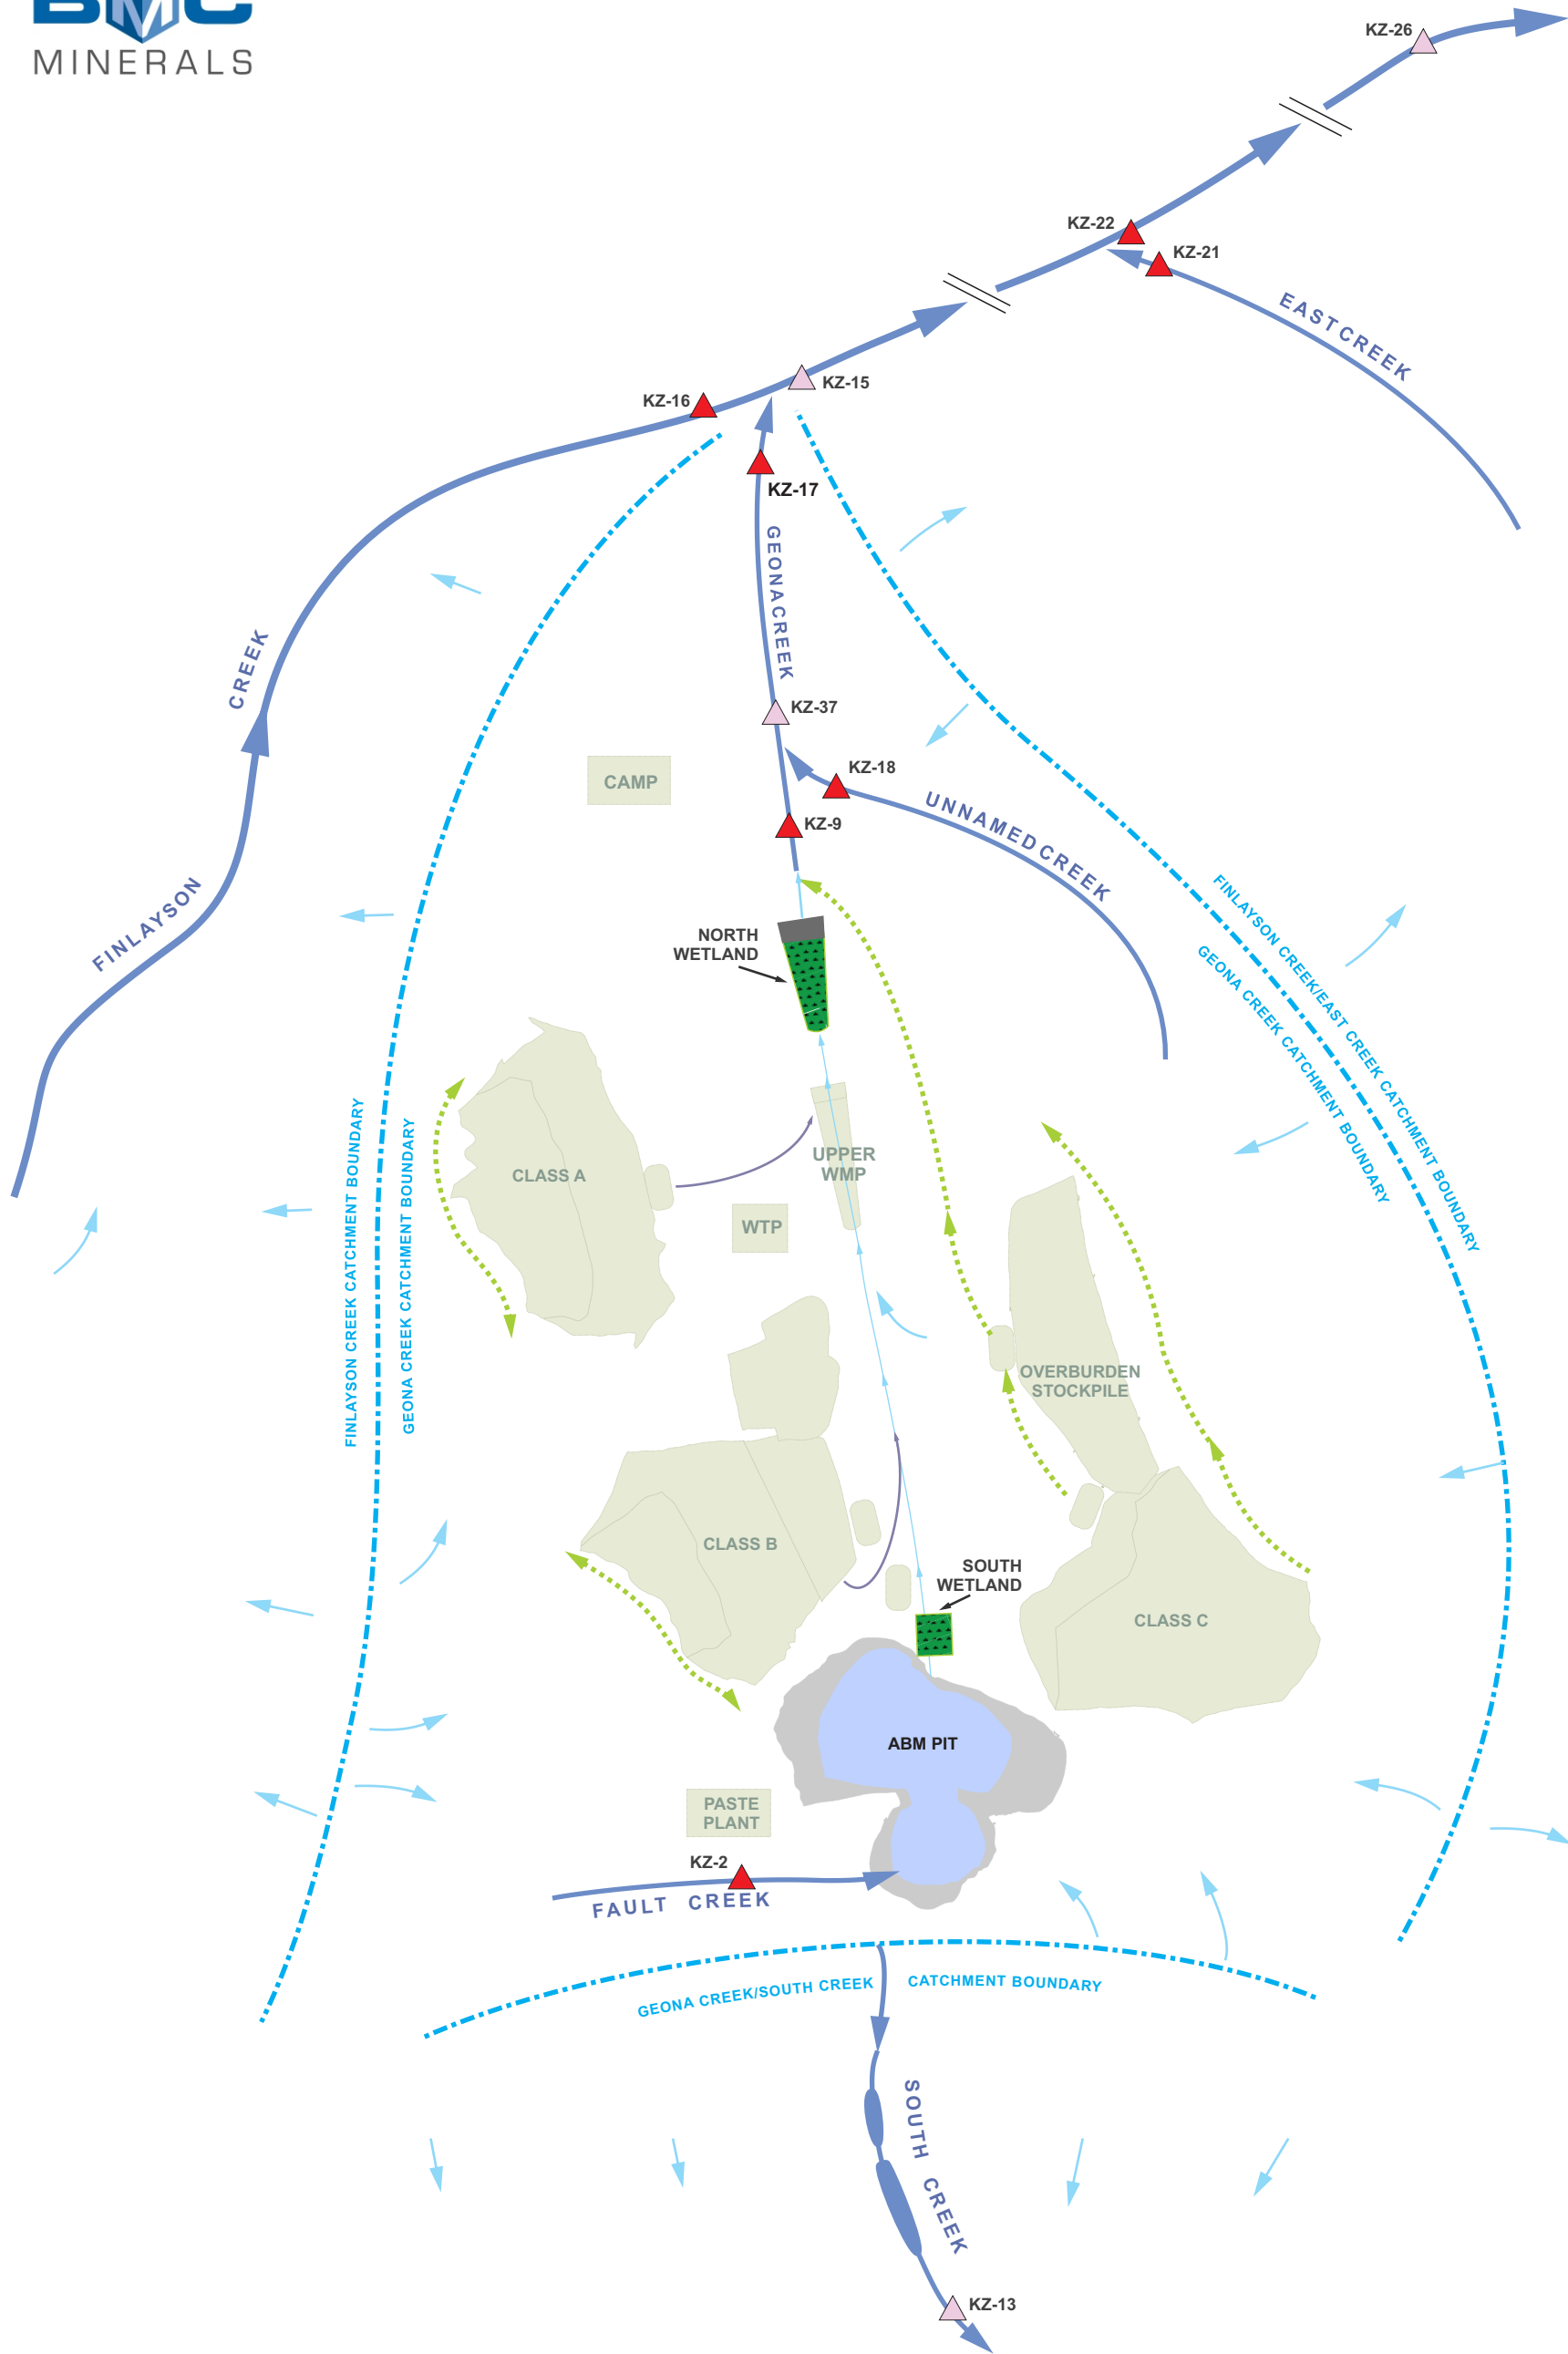 BMC
MINERALS
KZ-26
KZ-22
KZ-21
EAST CREEK
KZ-15
KZ-16
KZ-17
GEONA CREEK
FINLAYSON CREEK
KZ-37
CAMP
KZ-18
UNNAMED CREEK
KZ-9
NORTH
WETLAND
FINLAYSON CREEK/EAST CREEK CATCHMENT BOUNDARY
GEONA CREEK CATCHMENT BOUNDARY
FINLAYSON CREEK CATCHMENT BOUNDARY
GEONA CREEK CATCHMENT BOUNDARY
CLASS A
UPPER
WMP
WTP
OVERBURDEN
STOCKPILE
CLASS B
SOUTH
WETLAND
CLASS C
ABM PIT
PASTE
PLANT
KZ-2
FAULT CREEK
GEONA CREEK/SOUTH CREEK CATCHMENT BOUNDARY
SOUTH CREEK
KZ-13